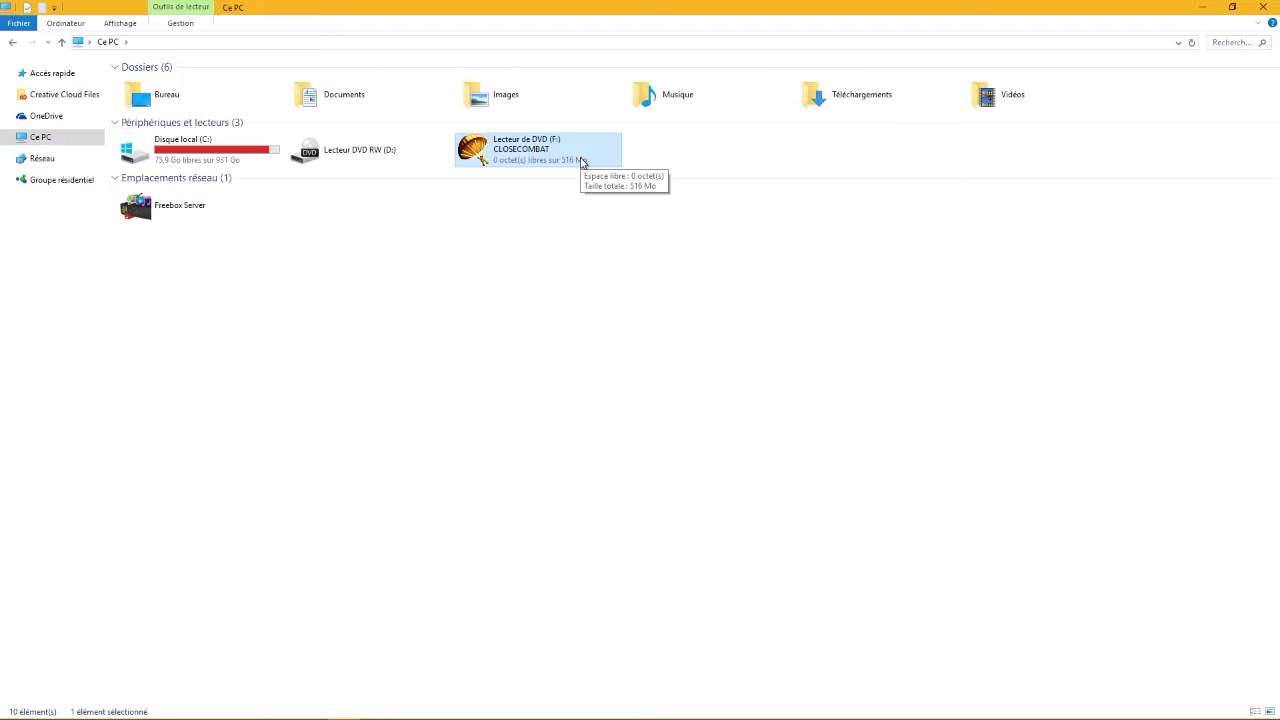 Outils de lecteur Ce PC
Fichier Ordinateur Affichage Gestion
Ce PC Recherch...
Accès rapide
Creative Cloud Files
OneDrive
Ce PC
Réseau
Groupe résidentiel
Dossiers (6)
Bureau Documents Images Musique Téléchargements Vidéos
Périphériques et lecteurs (3)
Disque local (C:)
75,9 Go libres sur 931 Go
DVD
Lecteur DVD RW (D:)
Lecteur de DVD (F:)
CLOSECOMBAT
0 octet(s) libres sur 516
Espace libre : 0 octet(s)
Taille totale : 516 Mo
Emplacements réseau (1)
Freebox Server
10 élément(s) 1 élément sélectionné